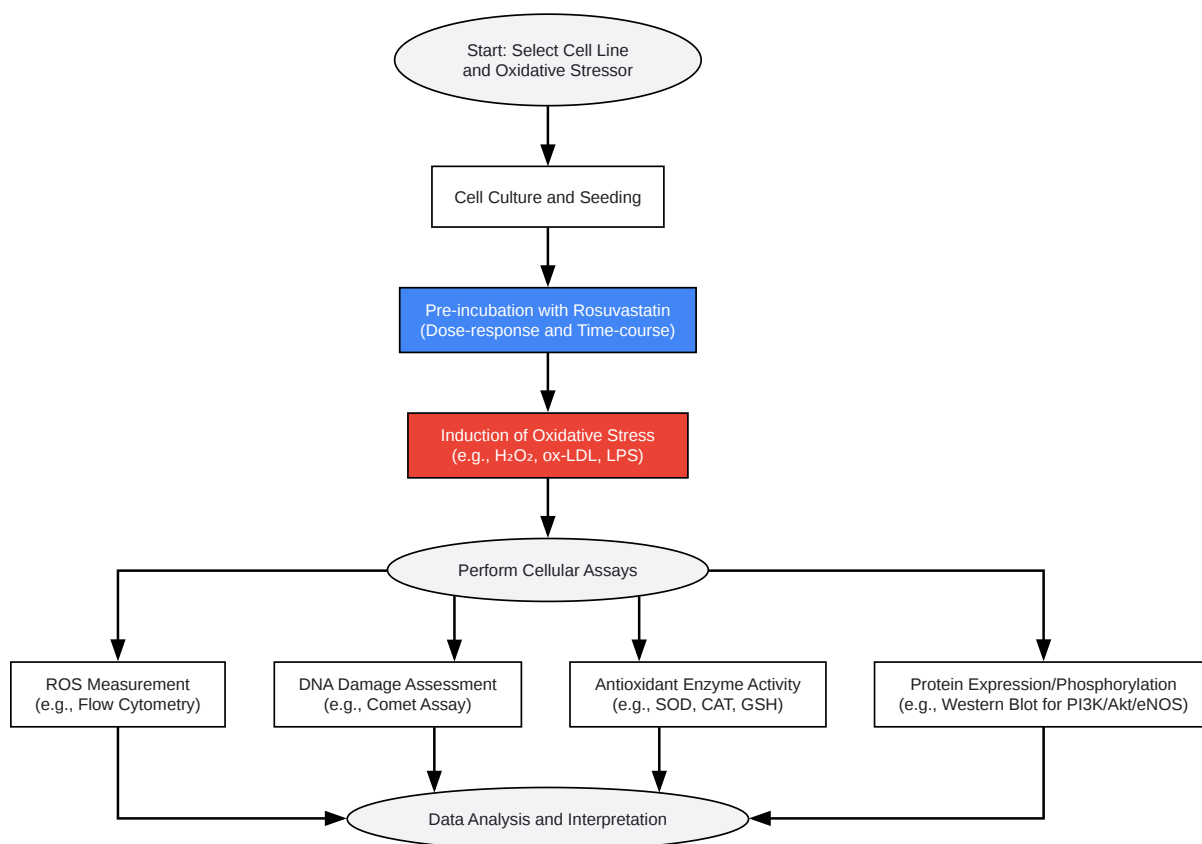 Start: Select Cell Line
and Oxidative Stressor
Cell Culture and Seeding
Pre-incubation with Rosuvastatin
(Dose-response and Time-course)
Induction of Oxidative Stress
(e.g., H₂O₂, ox-LDL, LPS)
Perform Cellular Assays
ROS Measurement
(e.g., Flow Cytometry)
DNA Damage Assessment
(e.g., Comet Assay)
Antioxidant Enzyme Activity
(e.g., SOD, CAT, GSH)
Protein Expression/Phosphorylation
(e.g., Western Blot for PI3K/Akt/eNOS)
Data Analysis and Interpretation